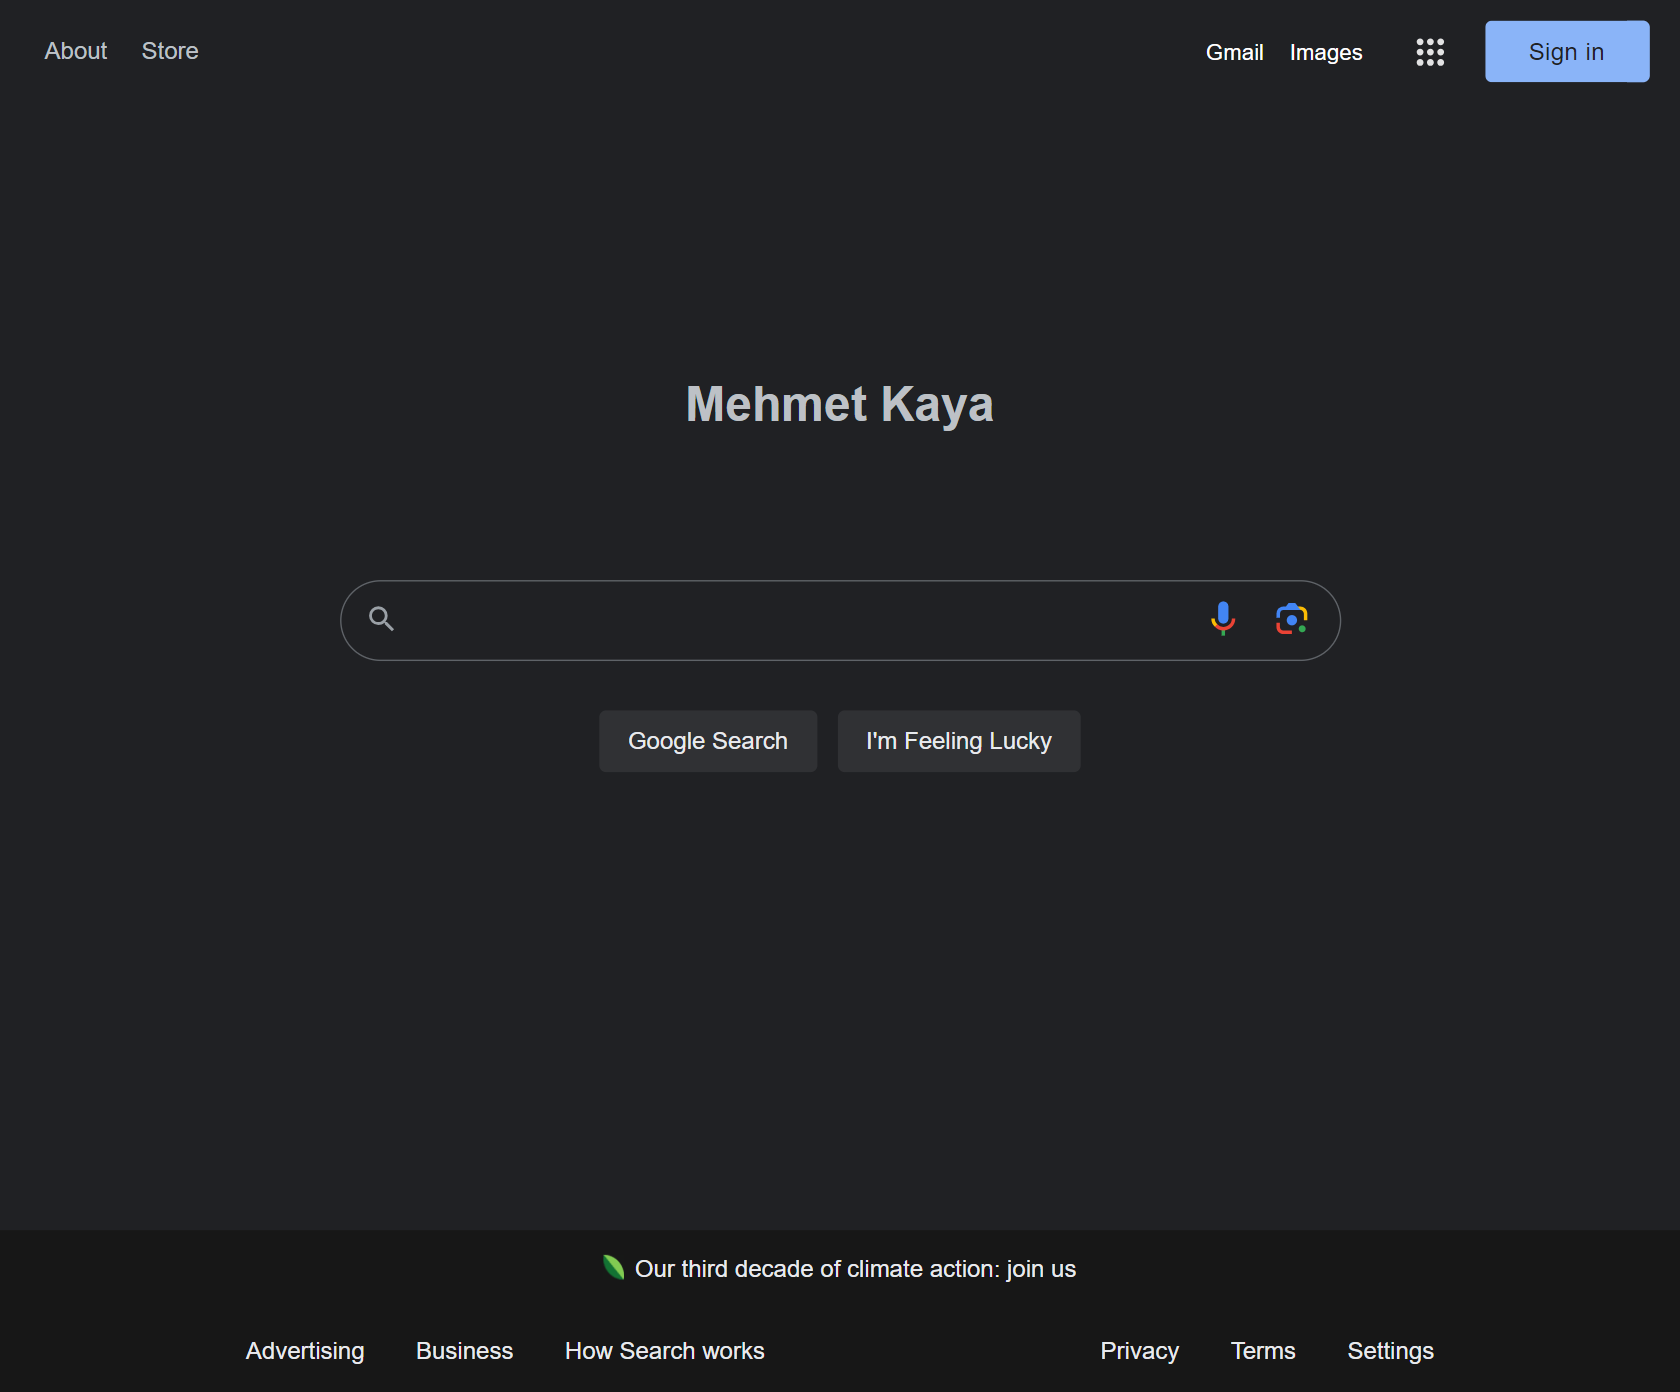 About Store Gmail Images Sign in
Mehmet Kaya
Google Search I'm Feeling Lucky
Our third decade of climate action: join us
Advertising Business How Search works Privacy Terms Settings